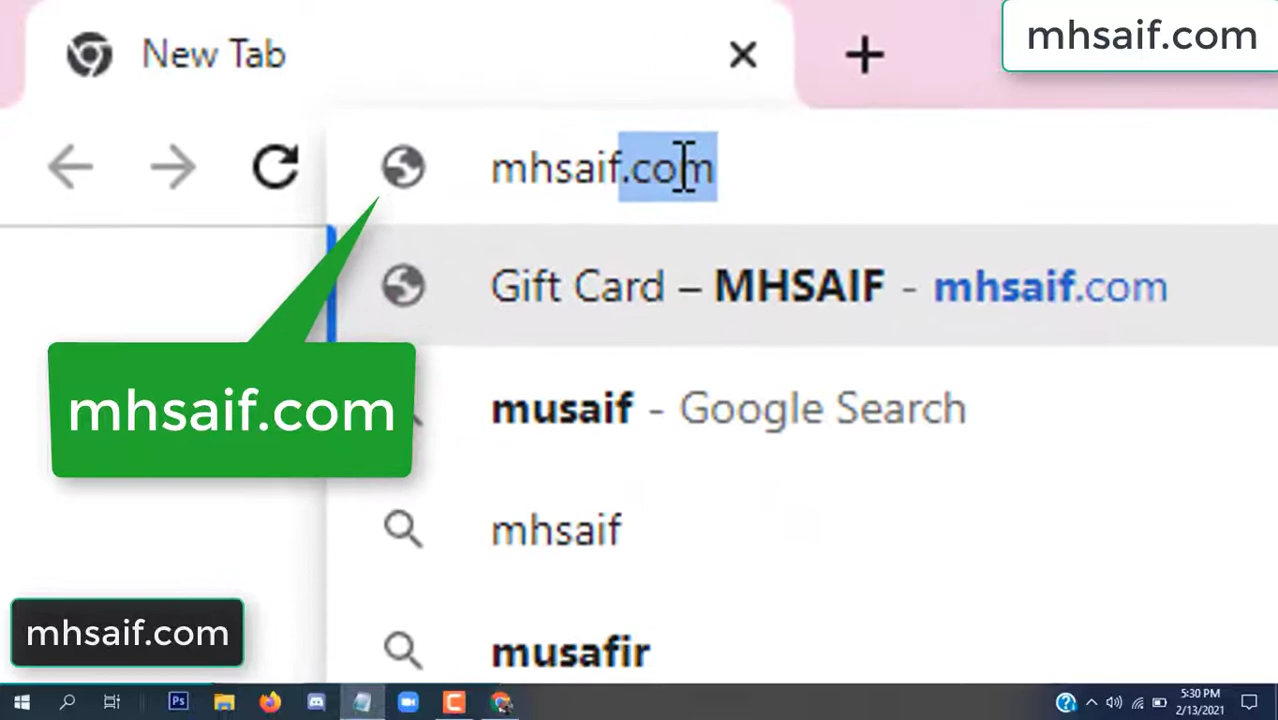 New Tab
mhsaif.com
mhsaif.com
Gift Card – MHSAIF - mhsaif.com
mhsaif.com
musaif - Google Search
mhsaif
mhsaif.com
musafir
Ps
5:30 PM
2/13/2021